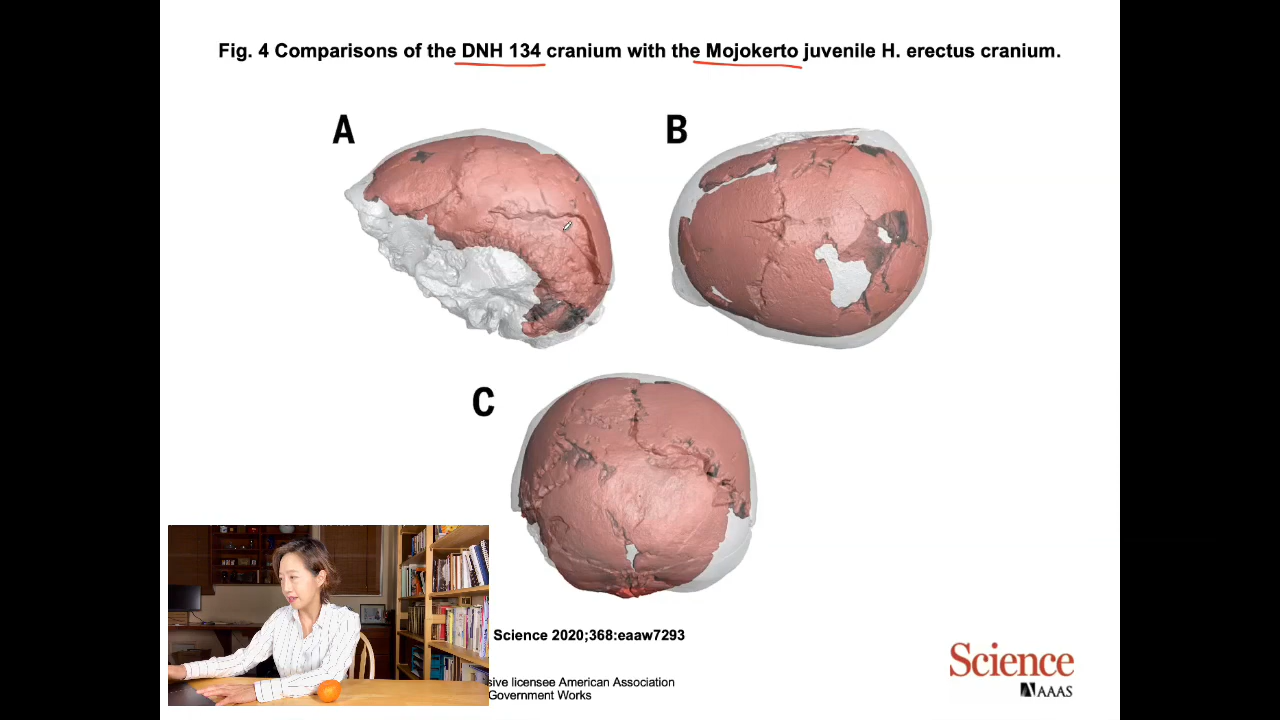 Fig. 4 Comparisons of the DNH 134 cranium with the Mojokerto juvenile H. erectus cranium.
A
B
C
Science 2020;368:eaaw7293
sive licensee American Association
Government Works
Science
AAAS